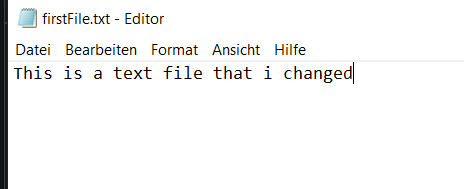 firstFile.txt - Editor
Datei Bearbeiten Format Ansicht Hilfe
This is a text file that i changed